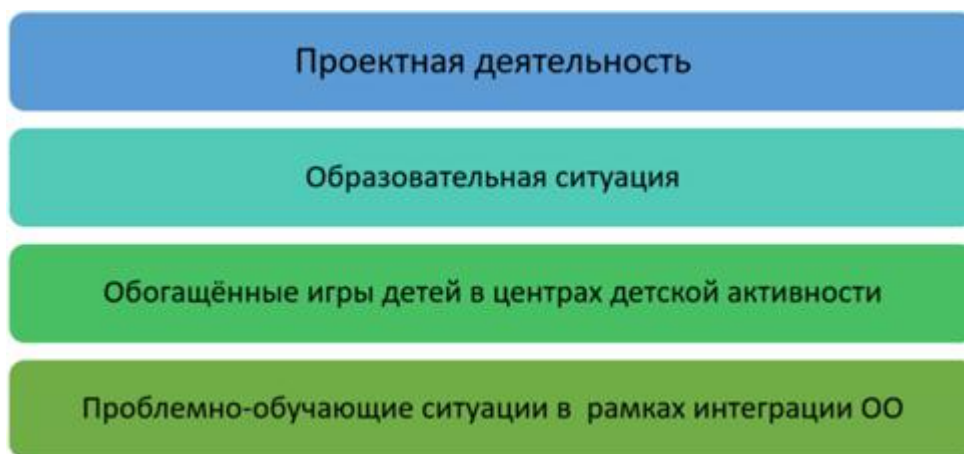 Проектная деятельность
Образовательная ситуация
Обогащённые игры детей в центрах детской активности
Проблемно-обучающие ситуации в рамках интеграции ОО